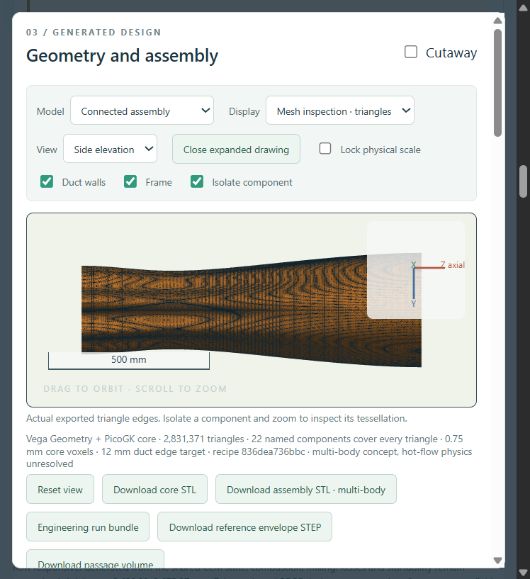 03 / GENERATED DESIGN
Geometry and assembly
Cutaway
Model Connected assembly Display Mesh inspection · triangles
View Side elevation Close expanded drawing Lock physical scale
Duct walls Frame Isolate component
X Z axial
Y
500 mm
DRAG TO ORBIT · SCROLL TO ZOOM
Actual exported triangle edges. Isolate a component and zoom to inspect its tessellation.
Vega Geometry + PicoGK core · 2,831,371 triangles · 22 named components cover every triangle · 0.75
mm core voxels · 12 mm duct edge target · recipe 836dea736bbc · multi-body concept, hot-flow physics
unresolved
Reset view Download core STL Download assembly STL · multi-body
Engineering run bundle Download reference envelope STEP
Download passage volume